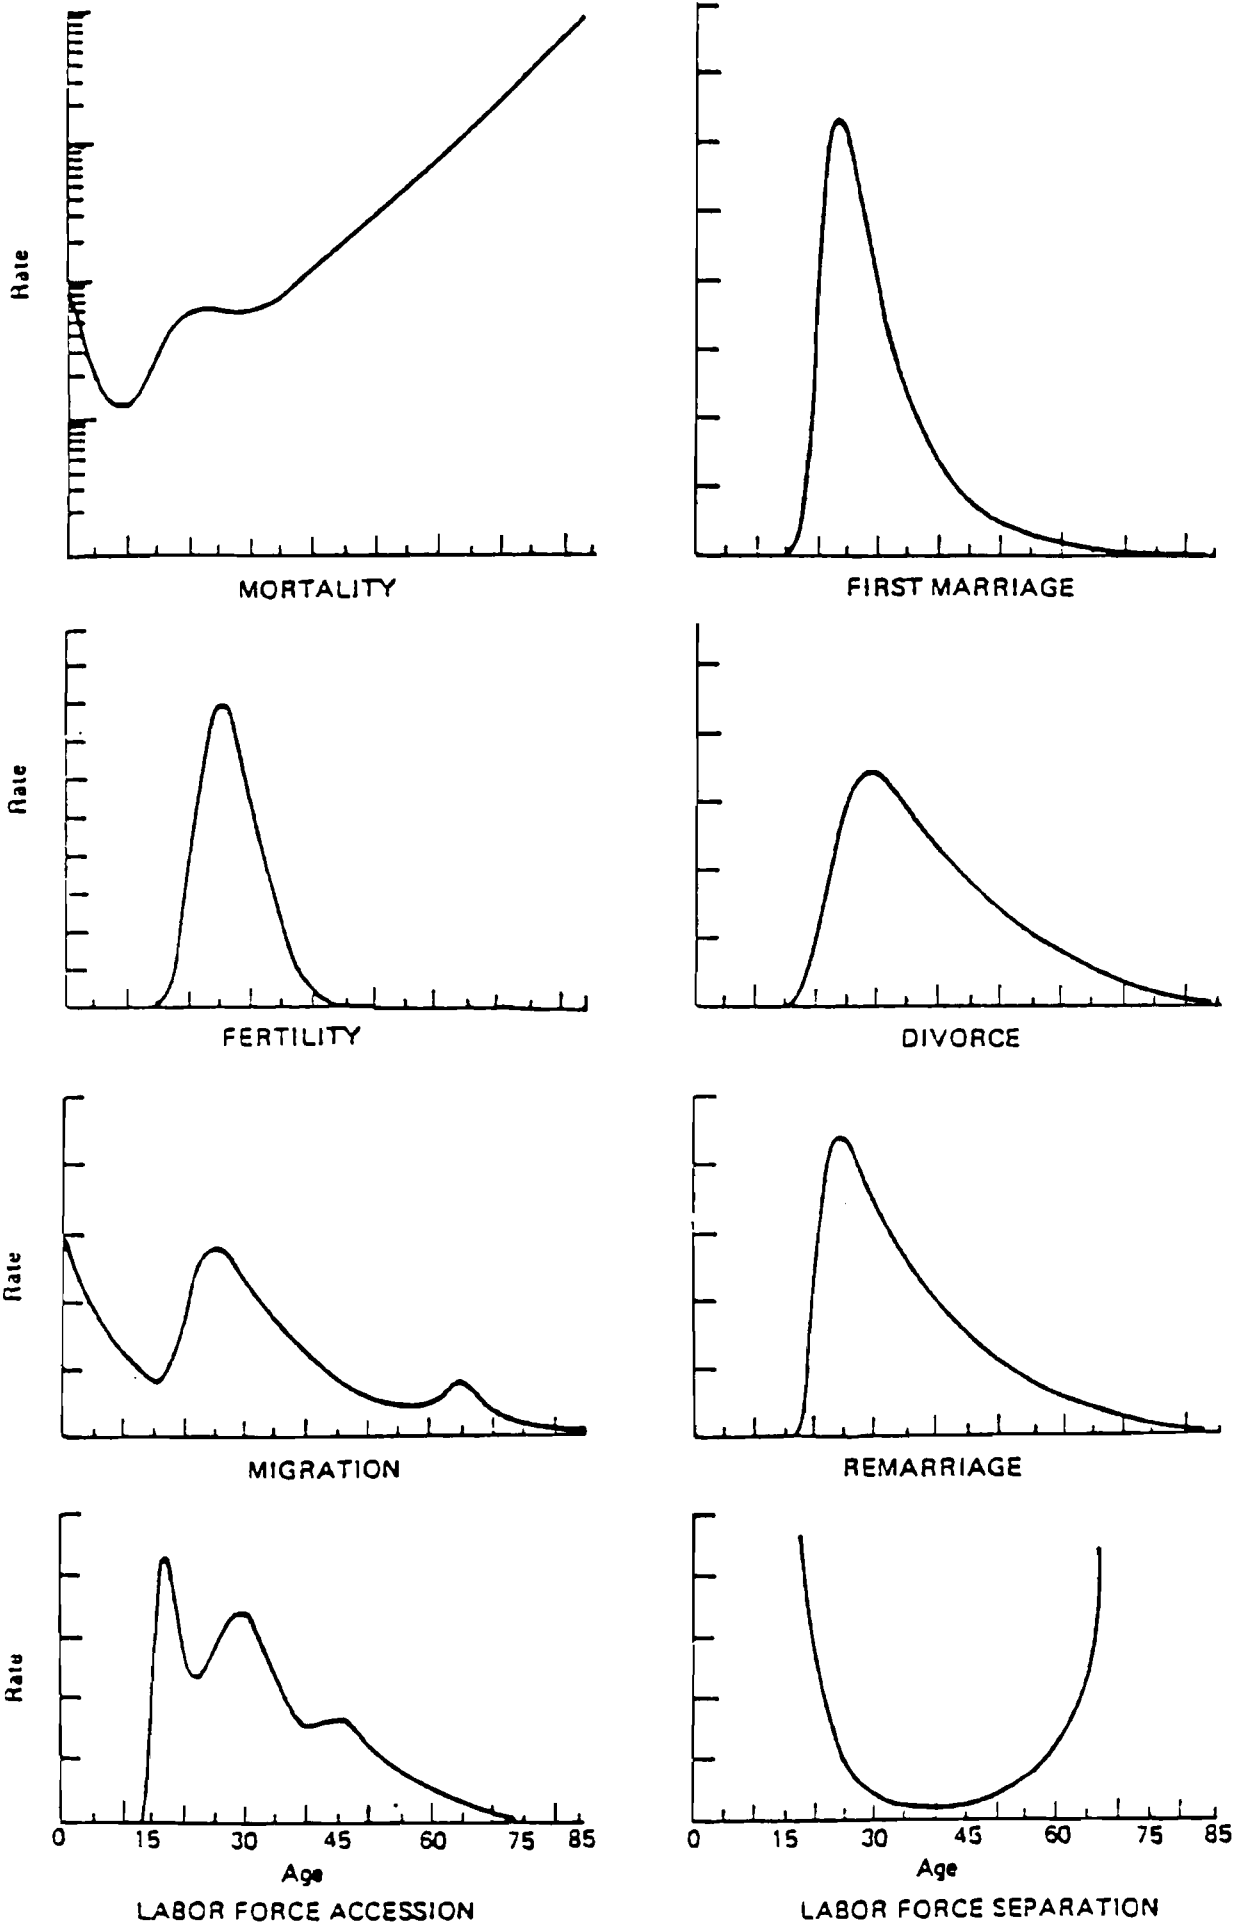 Rate
MORTALITY
FIRST MARRIAGE
Rate
FERTILITY
DIVORCE
Rate
MIGRATION
REMARRIAGE
Rate
0 15 30 45 60 75 85
Age
LABOR FORCE ACCESSION
0 15 30 45 60 75 85
Age
LABOR FORCE SEPARATION